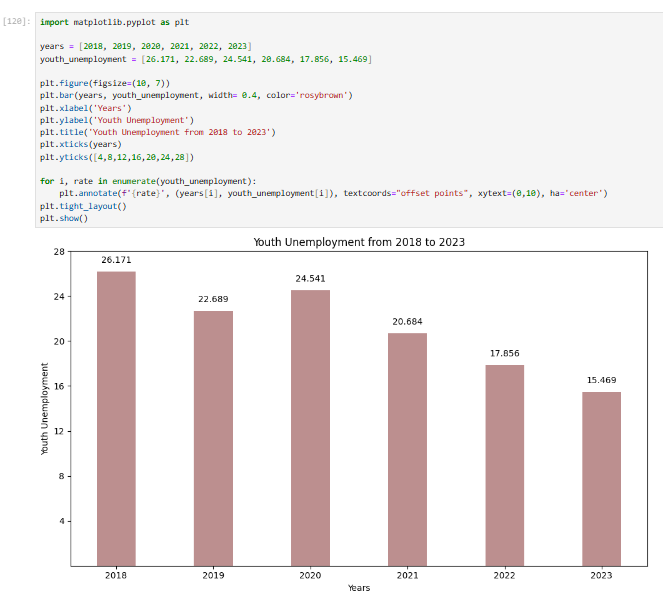 [120]:
import matplotlib.pyplot as plt
years = [2018, 2019, 2020, 2021, 2022, 2023]
youth_unemployment = [26.171, 22.689, 24.541, 20.684, 17.856, 15.469]
plt.figure(figsize=(10, 7))
plt.bar(years, youth_unemployment, width= 0.4, color='rosybrown')
plt.xlabel('Years')
plt.ylabel('Youth Unemployment')
plt.title('Youth Unemployment from 2018 to 2023')
plt.xticks(years)
plt.yticks([4,8,12,16,20,24,28])
for i, rate in enumerate(youth_unemployment):
    plt.annotate(f'{rate}', (years[i], youth_unemployment[i]), textcoords="offset points", xytext=(0,10), ha='center')
plt.tight_layout()
plt.show()
Youth Unemployment from 2018 to 2023
28
24
20
16
12
8
4
Youth Unemployment
26.171
22.689
24.541
20.684
17.856
15.469
2018 2019 2020 2021 2022 2023
Years